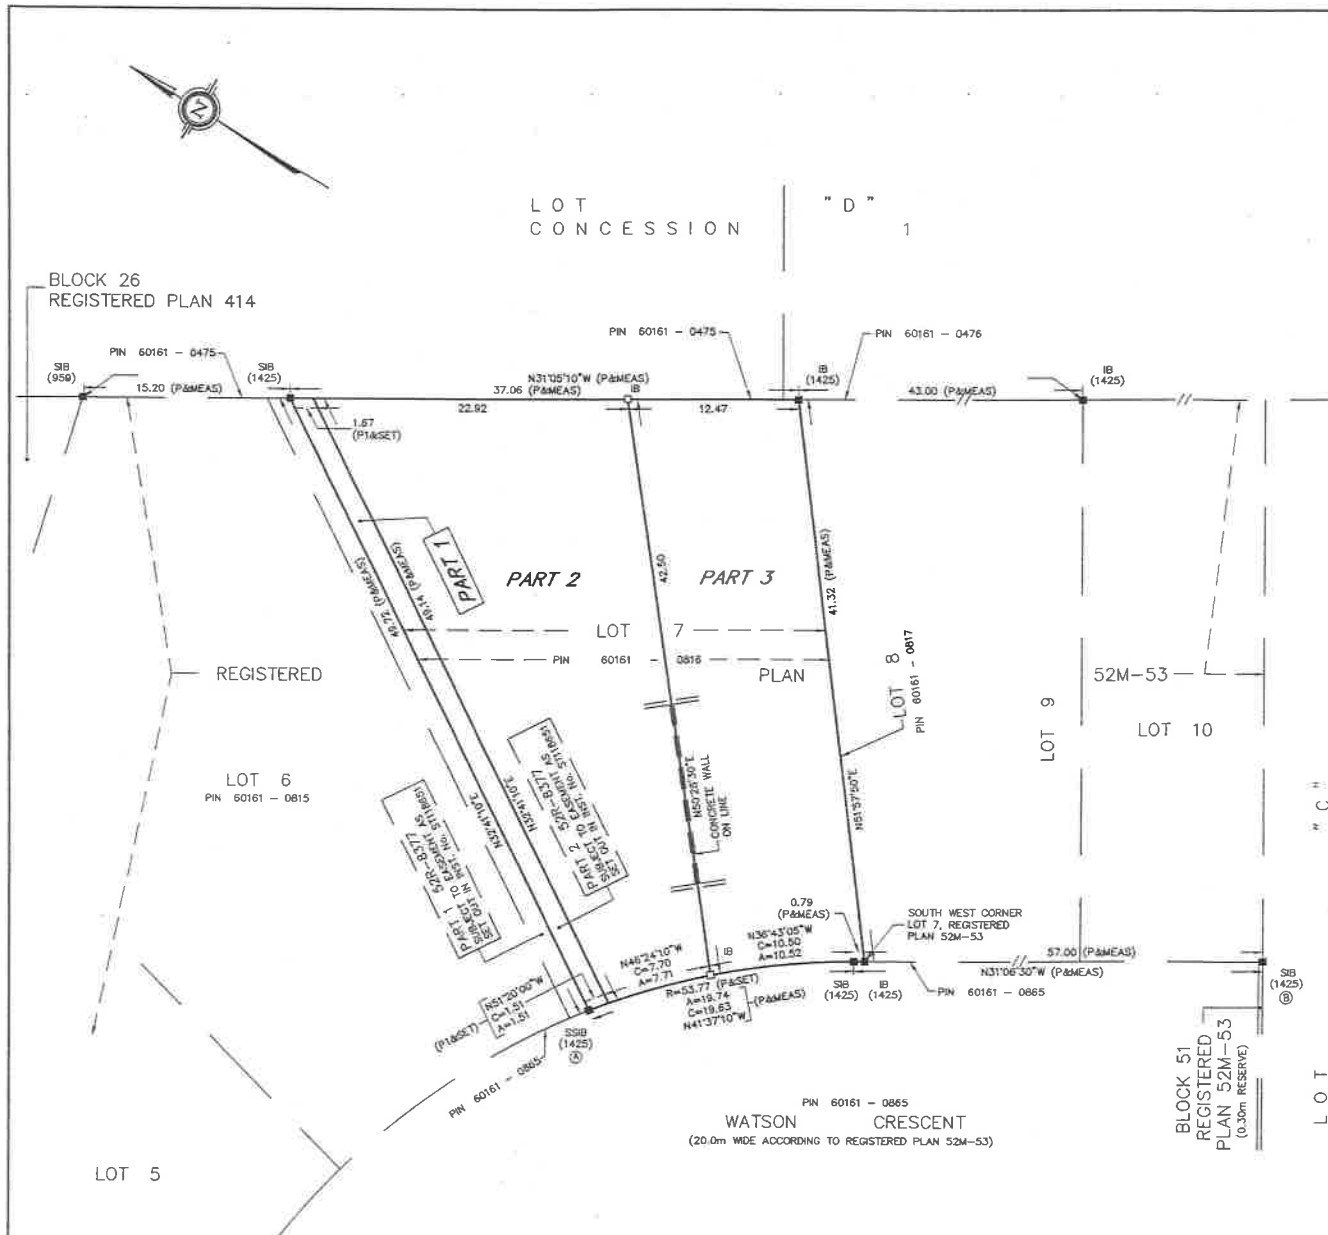 N
LOT "D"
CONCESSION 1
BLOCK 26
REGISTERED PLAN 414
PIN 60161 - 0475
PIN 60161 - 0476
PIN 60161 - 0475
SIB
(959)
15.20 (P&MEAS)
SIB
(1425)
N31°05'10"W (P&MEAS)
37.06 (P&MEAS)
IB
IB
(1425)
43.00 (P&MEAS)
IB
(1425)
22.92
12.47
1.67
(P1&SET)
PART 1
49.72 (P&MEAS)
49.14 (P&MEAS)
PART 2
42.50
PART 3
41.32 (P&MEAS)
LOT 7
PIN 60161 - 0816
REGISTERED
PLAN
52M-53
LOT 8
PIN 60161 - 0817
LOT 9
LOT 10
LOT 6
PIN 60161 - 0815
N32°41'10"E
N32°41'10"E
PART 1 52R-8377
SUBJECT TO EASEMENT AS
SET OUT IN INST. No. ST118651
PART 2 52R-8377
SUBJECT TO EASEMENT AS
SET OUT IN INST. No. ST118651
N50°28'30"E
CONCRETE WALL
ON LINE
N51°57'50"E
"C"
0.79
(P&MEAS)
SOUTH WEST CORNER
LOT 7, REGISTERED
PLAN 52M-53
N36°43'05"W
C=10.50
A=10.52
N46°24'10"W
C=7.70
A=7.71
IB
57.00 (P&MEAS)
N31°06'30"W (P&MEAS)
N51°20'00"W
C=1.51
A=1.51
(P1&SET)
R=53.77 (P&SET)
A=19.74
C=19.63
N41°37'10"W
(P&MEAS)
SIB
(1425)
IB
(1425)
PIN 60161 - 0865
SIB
(1425)
B
SSIB
(1425)
A
PIN 60161 - 0865
PIN 60161 - 0865
WATSON CRESCENT
(20.0m WIDE ACCORDING TO REGISTERED PLAN 52M-53)
BLOCK 51
REGISTERED
PLAN 52M-53
(0.30m RESERVE)
LOT
LOT 5